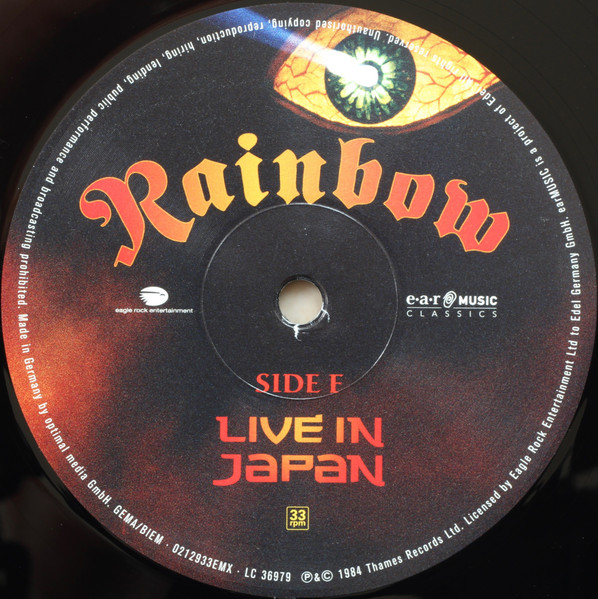 Rainbow
eagle rock entertainment
e·a·r MUSIC
CLASSICS
SIDE F
LIVE IN
JAPAN
33
rpm
rights reserved. Unauthorised copying, reproduction, hiring, lending, public performance and broadcasting prohibited. Made in Germany by optimal media GmbH. GEMA/BIEM · 0212933EMX · LC 36979 ℗&© 1984 Thames Records Ltd. Licensed by Eagle Rock Entertainment Ltd to Edel Germany GmbH. earMUSIC is a project of Edel